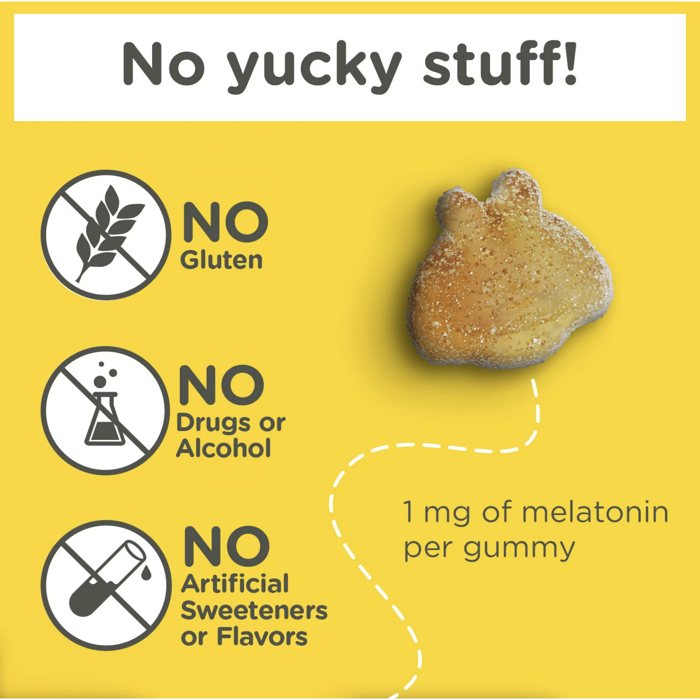 No yucky stuff!
NO
Gluten
NO
Drugs or
Alcohol
NO
Artificial
Sweeteners
or Flavors
1 mg of melatonin
per gummy